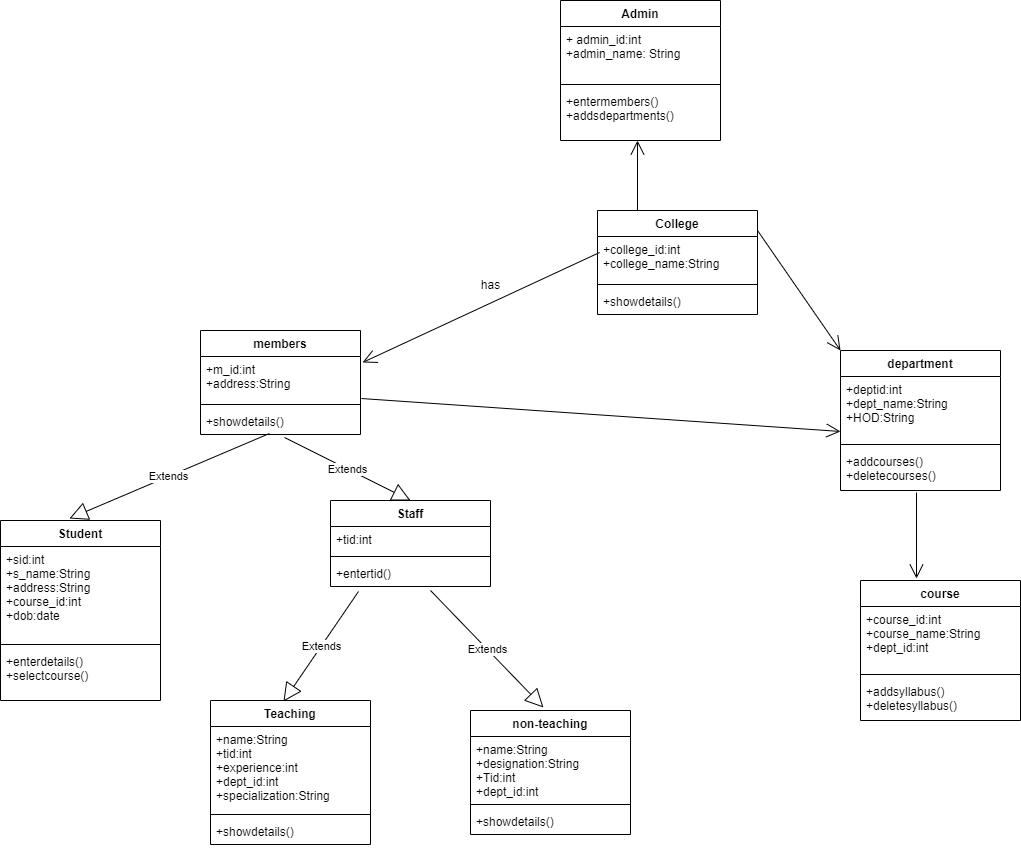 Admin
+ admin_id:int
+admin_name: String
+entermembers()
+addsdepartments()
College
+college_id:int
+college_name:String
+showdetails()
has
members
+m_id:int
+address:String
+showdetails()
department
+deptid:int
+dept_name:String
+HOD:String
+addcourses()
+deletecourses()
Extends
Extends
Student
+sid:int
+s_name:String
+address:String
+course_id:int
+dob:date
+enterdetails()
+selectcourse()
Staff
+tid:int
+entertid()
course
+course_id:int
+course_name:String
+dept_id:int
+addsyllabus()
+deletesyllabus()
Extends
Extends
Teaching
+name:String
+tid:int
+experience:int
+dept_id:int
+specialization:String
+showdetails()
non-teaching
+name:String
+designation:String
+Tid:int
+dept_id:int
+showdetails()